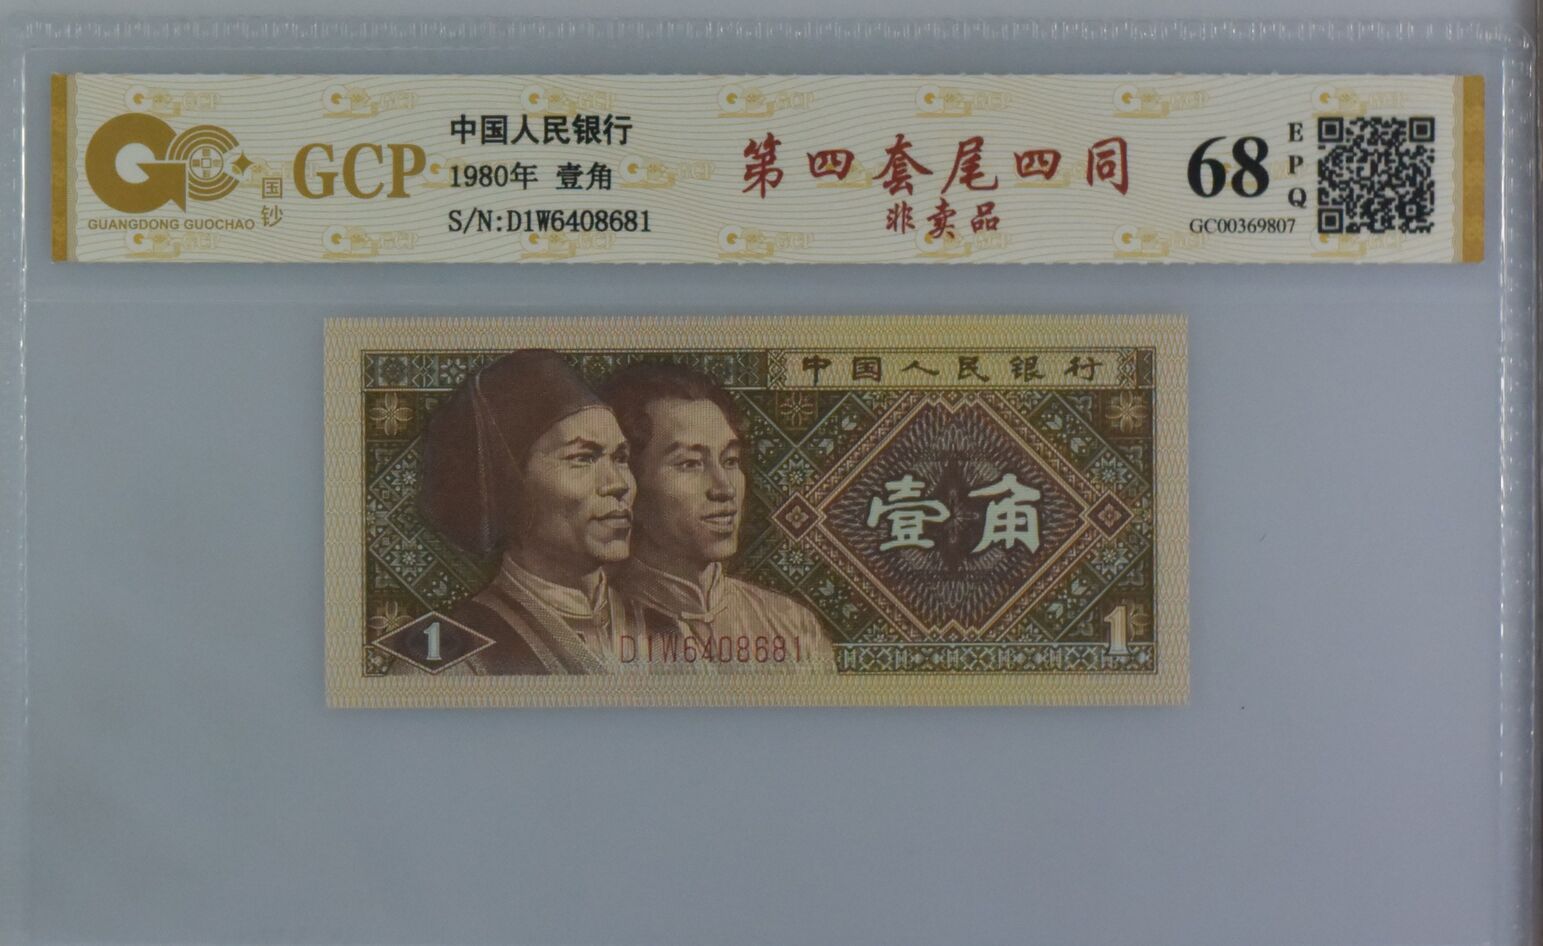 GUANGDONG GUOCHAO
国钞
GCP
中国人民银行
1980年 壹角
S/N:D1W6408681
第四套尾四同
非卖品
68
EPQ
GC00369807
中国人民银行
壹角
1
D1W6408681
1